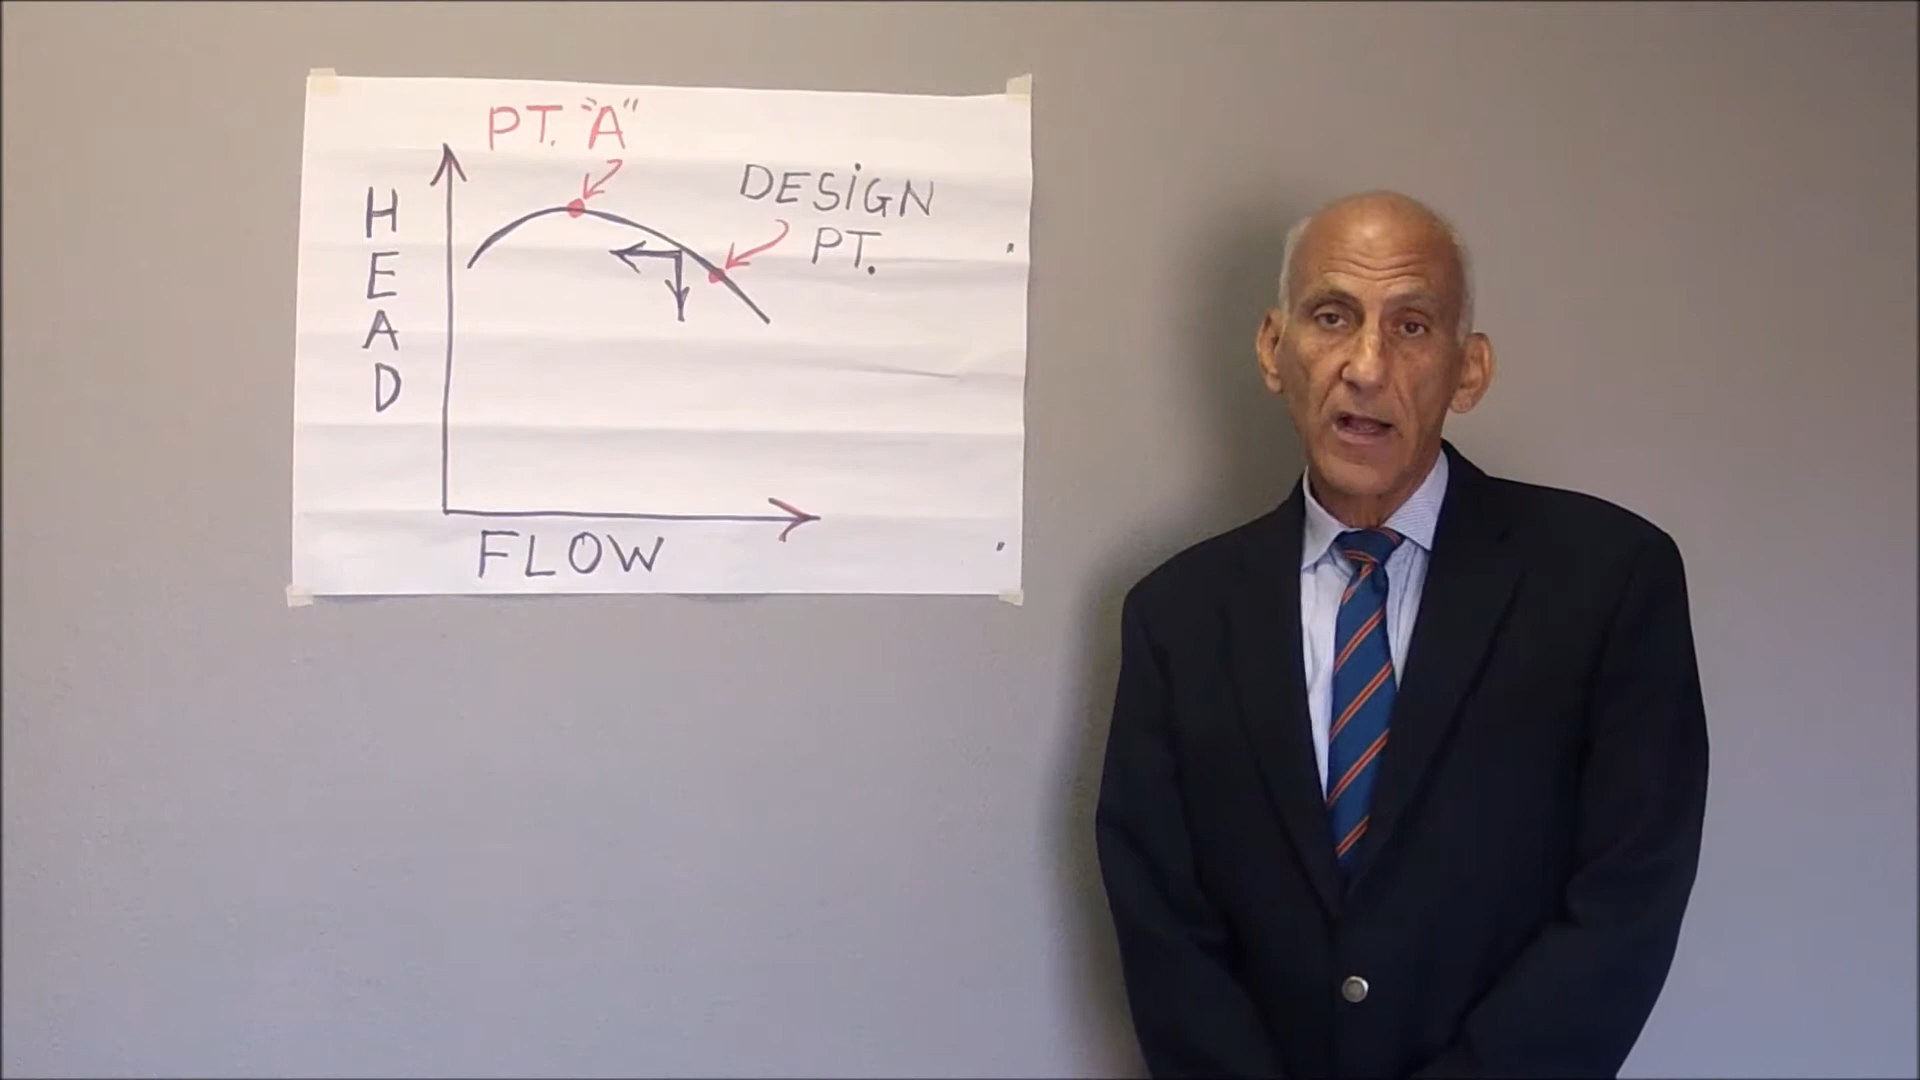 PT. "A"
DESIGN
PT.
HEAD
FLOW